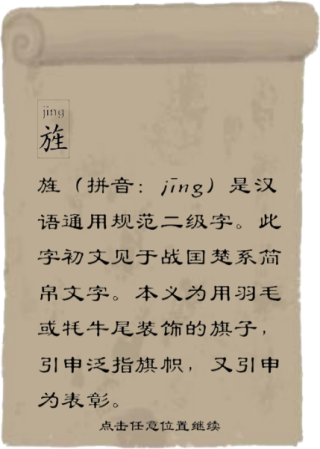 jīng
旌
旌（拼音：jīng）是汉
语通用规范二级字。此
字初文见于战国楚系简
帛文字。本义为用羽毛
或牦牛尾装饰的旗子，
引申泛指旗帜，又引申
为表彰。
点击任意位置继续